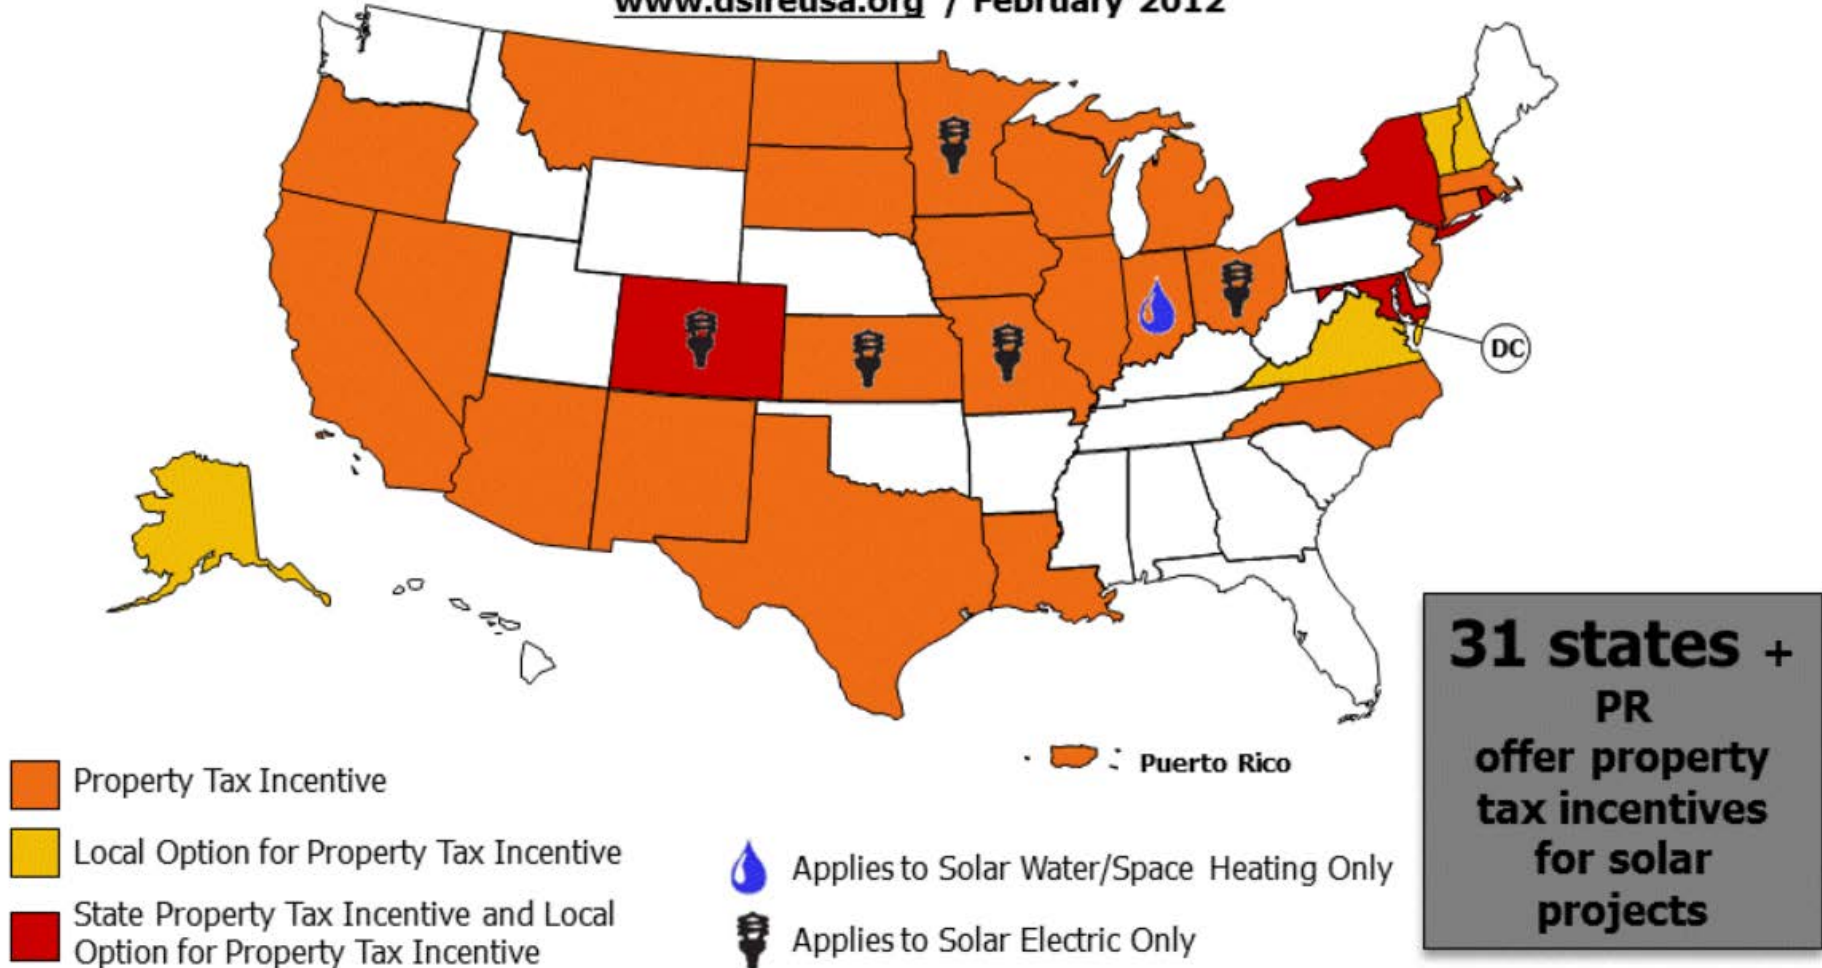 www.dsireusa.org / February 2012
DC
Puerto Rico
31 states +
PR
offer property
tax incentives
for solar
projects
Property Tax Incentive
Local Option for Property Tax Incentive
State Property Tax Incentive and Local
Option for Property Tax Incentive
Applies to Solar Water/Space Heating Only
Applies to Solar Electric Only